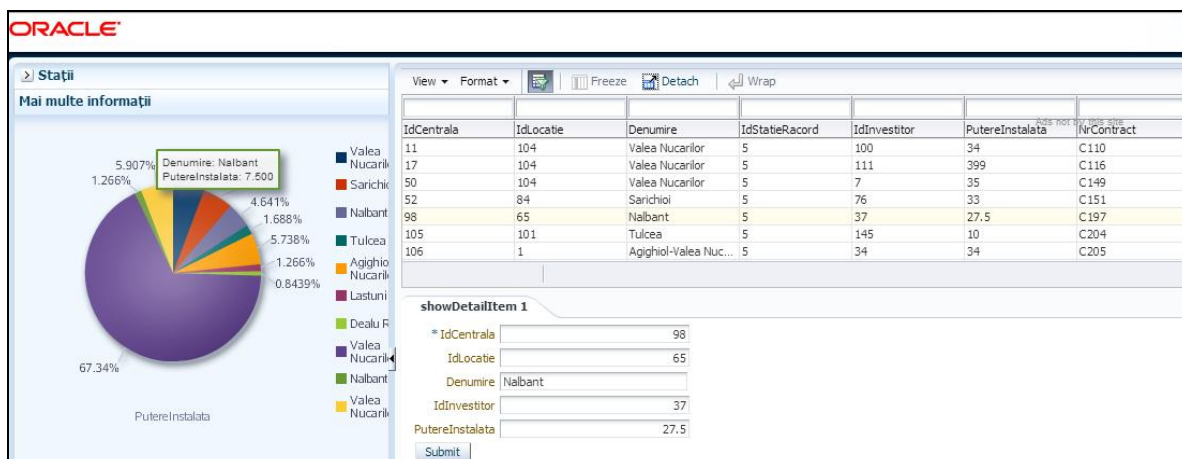 ORACLE
Stații
Mai multe informații
5.907%
1.266%
Denumire: Nalbant
PutereInstalata: 7.500
4.641%
1.688%
5.738%
1.266%
0.8439%
67.34%
PutereInstalata
Valea
Nucaril
Sarichi
Nalbant
Tulcea
Agighio
Nucaril
Lastuni
Dealu
Valea
Nucaril
Nalbant
Valea
Nucaril
View Format Freeze Detach Wrap
Ads not by this site
IdCentrala IdLocatie Denumire IdStatieRacord IdInvestitor PutereInstalata NrContract
11 104 Valea Nucarilor 5 100 34 C110
17 104 Valea Nucarilor 5 111 399 C116
50 104 Valea Nucarilor 5 7 35 C149
52 84 Sarichioi 5 76 33 C151
98 65 Nalbant 5 37 27.5 C197
105 101 Tulcea 5 145 10 C204
106 1 Agighiol-Valea Nuc... 5 34 34 C205
showDetailItem 1
* IdCentrala 98
IdLocatie 65
Denumire Nalbant
IdInvestitor 37
PutereInstalata 27.5
Submit